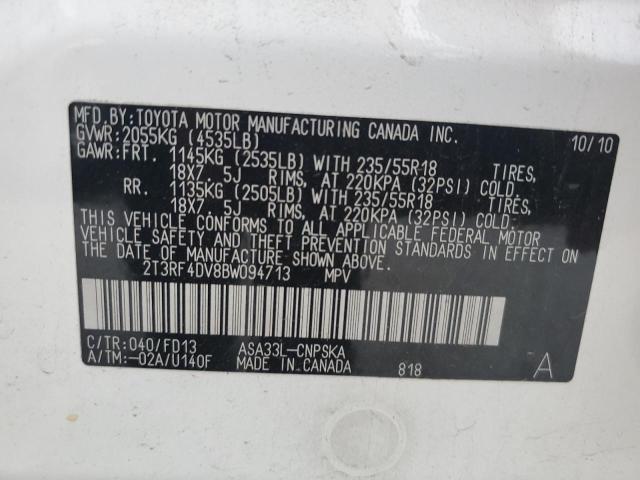 MFD.BY:TOYOTA MOTOR MANUFACTURING CANADA INC. 10/10
GVWR:2055KG (4535LB)
GAWR:FRT. 1145KG (2535LB) WITH 235/55R18 TIRES,
18X7.5J RIMS, AT 220KPA (32PSI) COLD.
RR. 1135KG (2505LB) WITH 235/55R18 TIRES,
18X7.5J RIMS, AT 220KPA (32PSI) COLD.
THIS VEHICLE CONFORMS TO ALL APPLICABLE FEDERAL MOTOR
VEHICLE SAFETY AND THEFT PREVENTION STANDARDS IN EFFECT ON
THE DATE OF MANUFACTURE SHOWN ABOVE.
2T3RF4DV8BW094713 MPV
C/TR:040/FD13 ASA33L-CNPSKA
A/TM:-02A/U140F MADE IN CANADA 818 A